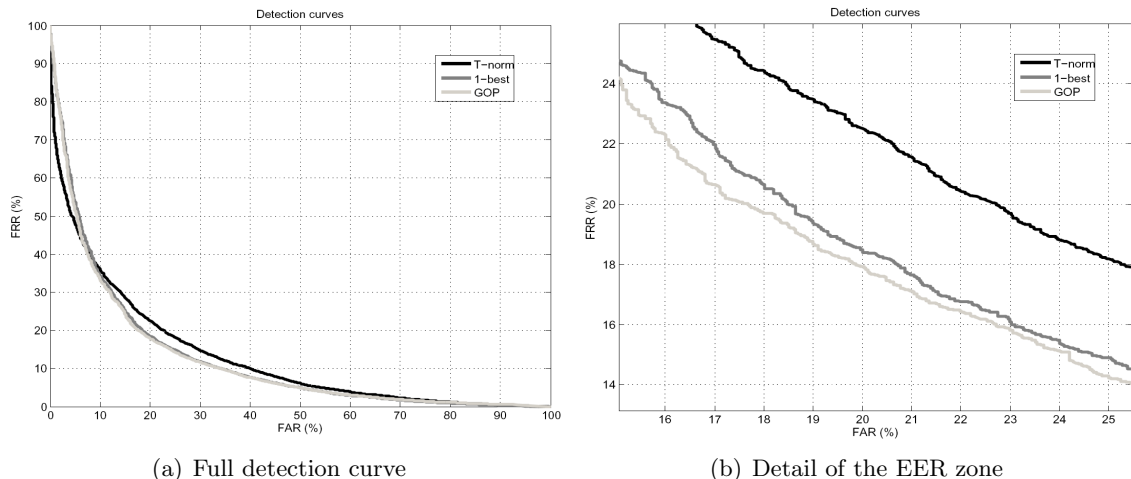 Detection curves
100
90
80
70
60
50
40
30
20
10
0
FRR (%)
T-norm
1-best
GOP
0 10 20 30 40 50 60 70 80 90 100
FAR (%)
(a) Full detection curve
Detection curves
24
22
20
18
16
14
FRR (%)
T-norm
1-best
GOP
16 17 18 19 20 21 22 23 24 25
FAR (%)
(b) Detail of the EER zone